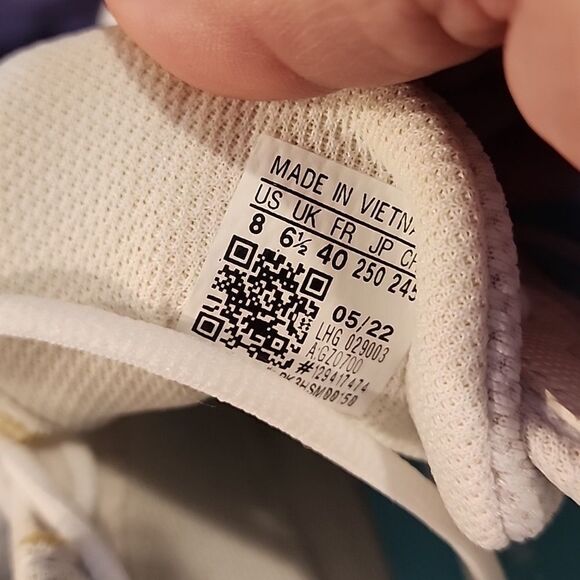 MADE IN VIETNA
US UK FR JP CH
8 6½ 40 250 245
05/22
LHG 029003
A:GZ0700
#129417474